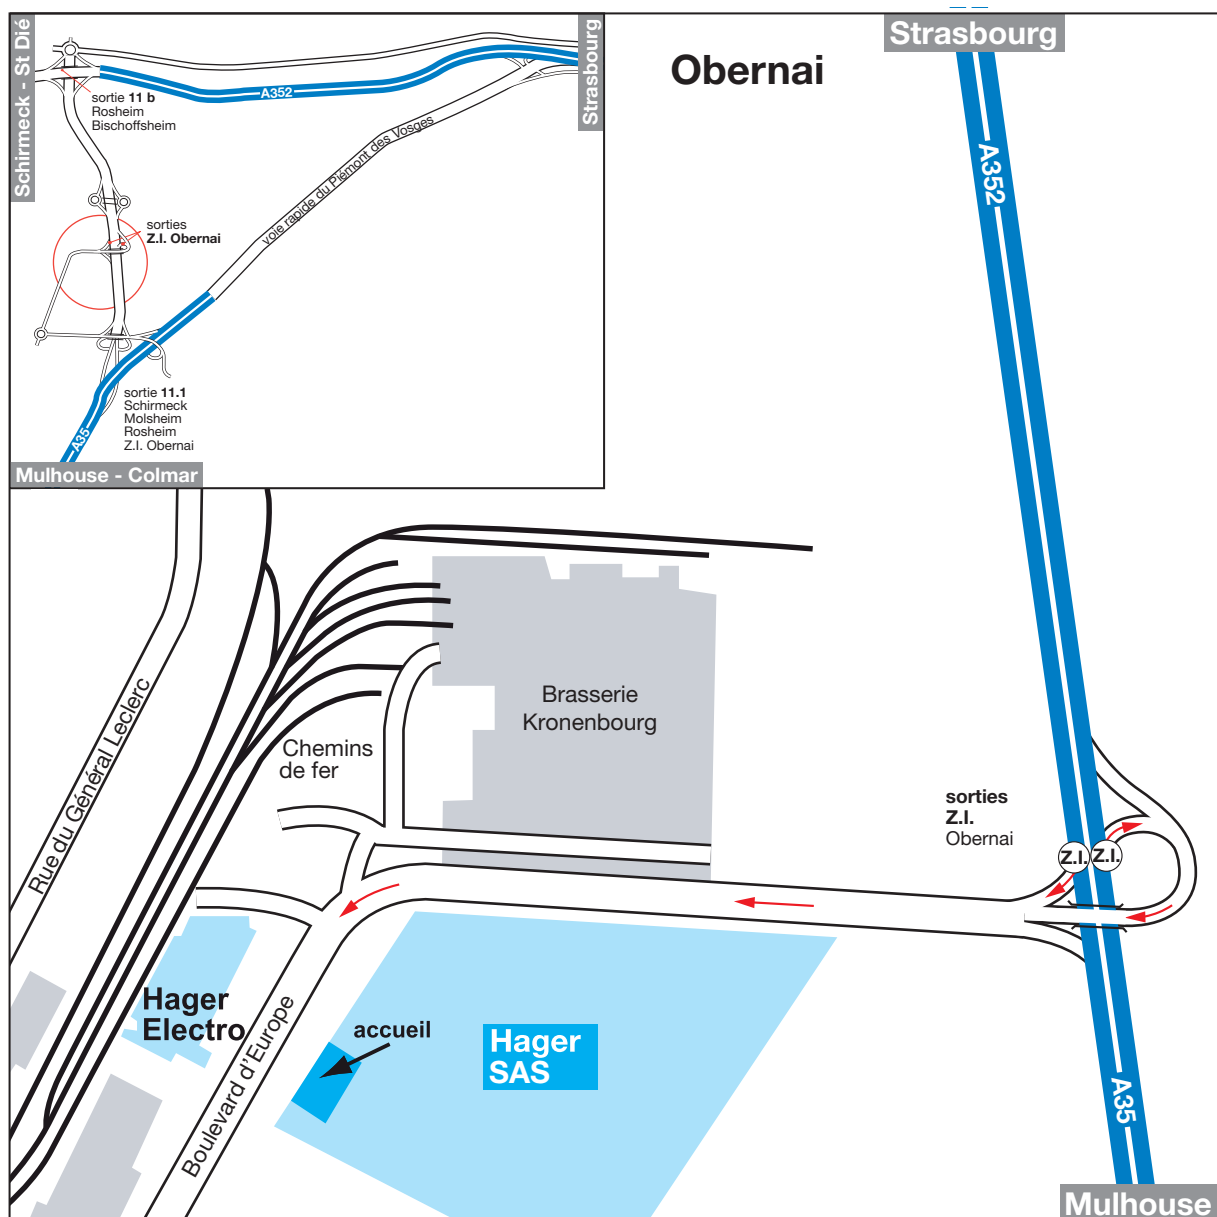 Schirmeck - St Dié
sortie 11 b
Rosheim
Bischoffsheim
A352
Strasbourg
voie rapide du Piémont des Vosges
sorties
Z.I. Obernai
sortie 11.1
Schirmeck
Molsheim
Rosheim
Z.I. Obernai
A35
Mulhouse - Colmar
Obernai
Strasbourg
A352
Rue du Général Leclerc
Chemins
de fer
Brasserie
Kronenbourg
sorties
Z.I.
Obernai
Z.I.
Z.I.
Hager
Electro
Boulevard d'Europe
accueil
Hager
SAS
A35
Mulhouse